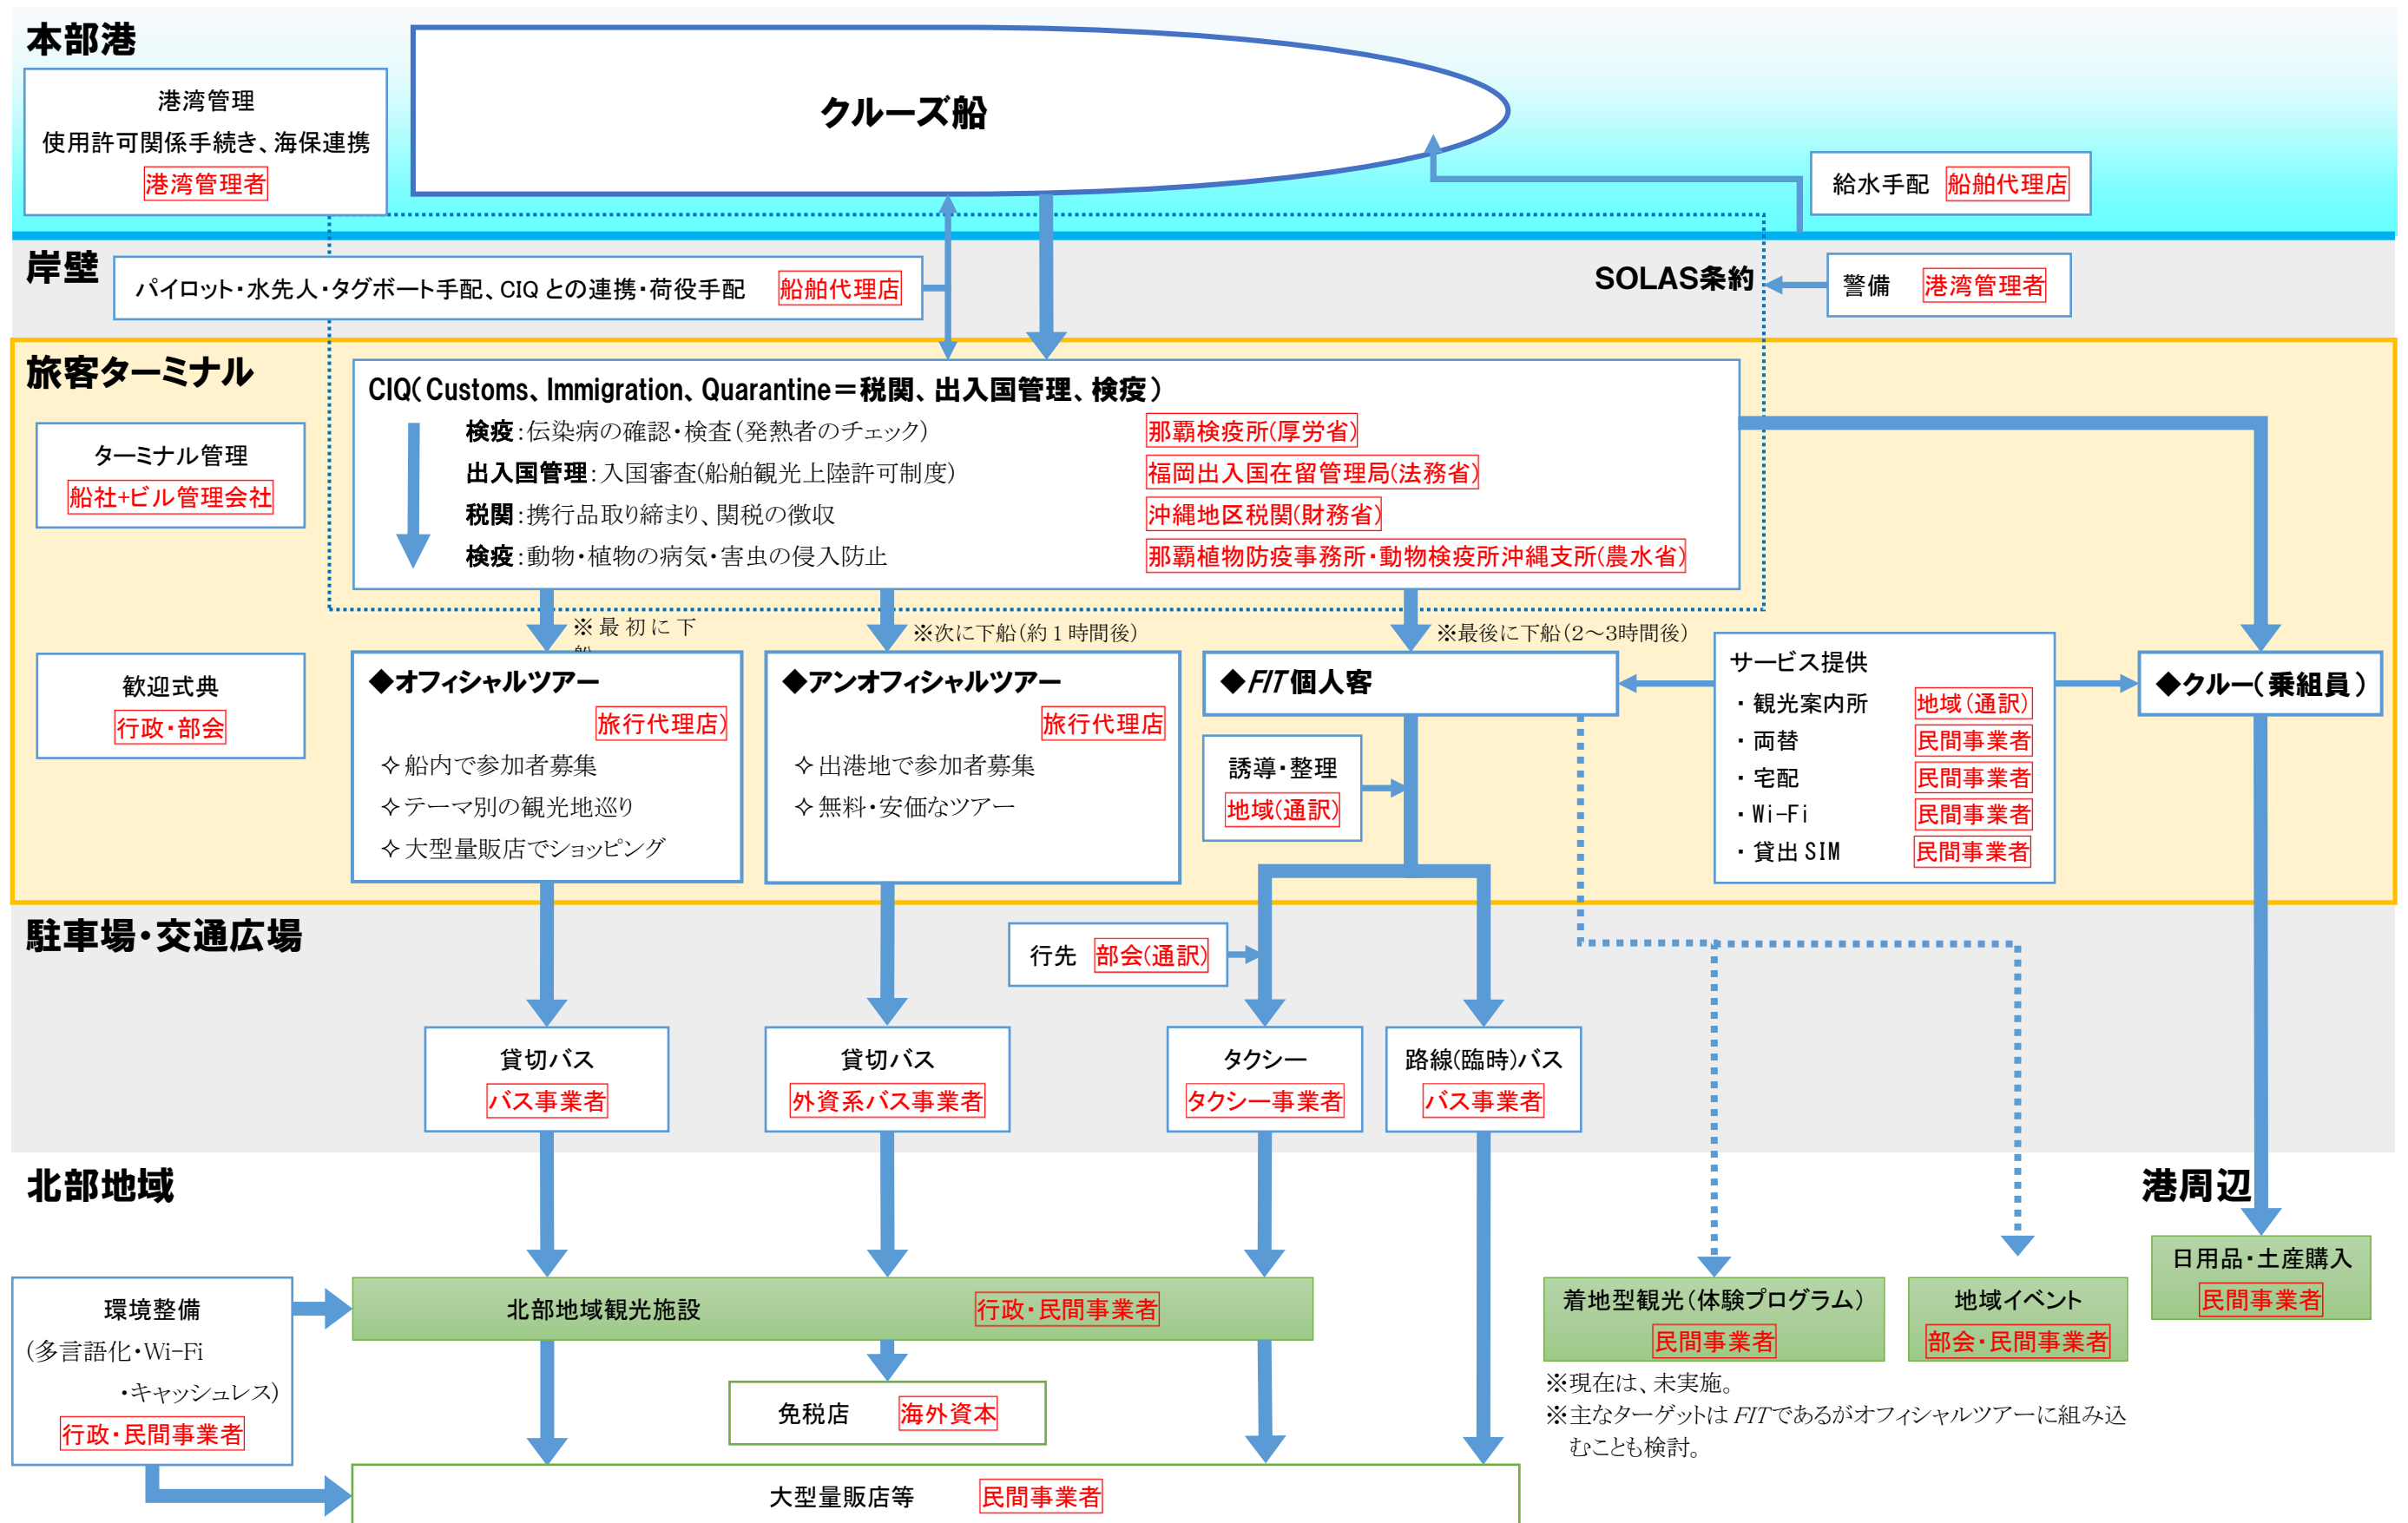 本部港
港湾管理
使用許可関係手続き、海保連携
港湾管理者
クルーズ船
給水手配 船舶代理店
岸壁
パイロット・水先人・タグボート手配、CIQ との連携・荷役手配 船舶代理店
SOLAS条約
警備 港湾管理者
旅客ターミナル
ターミナル管理
船社+ビル管理会社
CIQ(Customs、Immigration、Quarantine＝税関、出入国管理、検疫)
検疫:伝染病の確認・検査(発熱者のチェック) 那覇検疫所(厚労省)
出入国管理:入国審査(船舶観光上陸許可制度) 福岡出入国在留管理局(法務省)
税関:携行品取り締まり、関税の徴収 沖縄地区税関(財務省)
検疫:動物・植物の病気・害虫の侵入防止 那覇植物防疫事務所・動物検疫所沖縄支所(農水省)
※最初に下
※次に下船(約１時間後)
※最後に下船(2～3時間後)
歓迎式典
行政・部会
◆オフィシャルツアー
旅行代理店)
✧船内で参加者募集
✧テーマ別の観光地巡り
✧大型量販店でショッピング
◆アンオフィシャルツアー
旅行代理店
✧出港地で参加者募集
✧無料・安価なツアー
◆FIT個人客
誘導・整理
地域(通訳)
サービス提供
・観光案内所 地域(通訳)
・両替 民間事業者
・宅配 民間事業者
・Wi-Fi 民間事業者
・貸出 SIM 民間事業者
◆クルー(乗組員)
駐車場・交通広場
行先 部会(通訳)
貸切バス
バス事業者
貸切バス
外資系バス事業者
タクシー
タクシー事業者
路線(臨時)バス
バス事業者
北部地域
港周辺
環境整備
(多言語化・Wi-Fi
・キャッシュレス)
行政・民間事業者
北部地域観光施設 行政・民間事業者
免税店 海外資本
大型量販店等 民間事業者
着地型観光(体験プログラム)
民間事業者
地域イベント
部会・民間事業者
日用品・土産購入
民間事業者
※現在は、未実施。
※主なターゲットは FITであるがオフィシャルツアーに組み込
むことも検討。